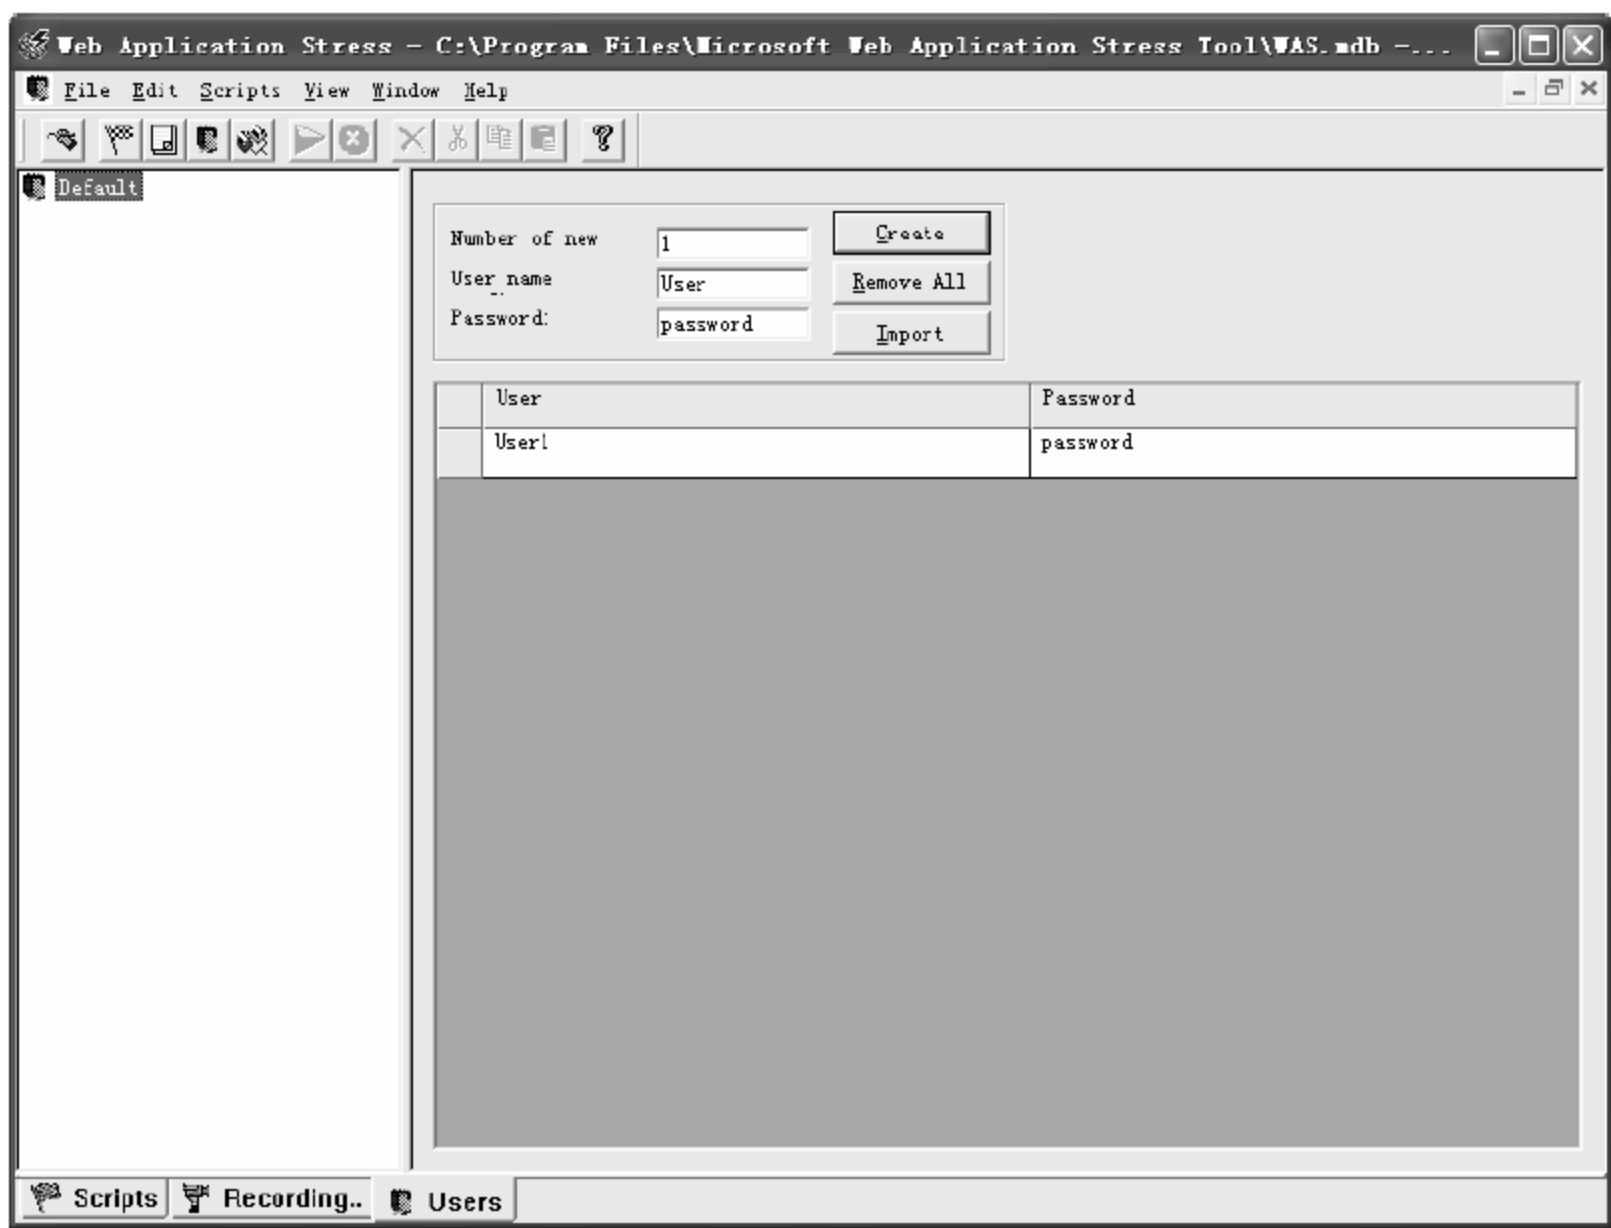 Web Application Stress - C:\Program Files\Microsoft Web Application Stress Tool\WAS.mdb -...
File Edit Scripts View Window Help
Default
Number of new
1
Create
User name
User
Remove All
Password:
password
Import
User
Password
User1
password
Scripts
Recording..
Users